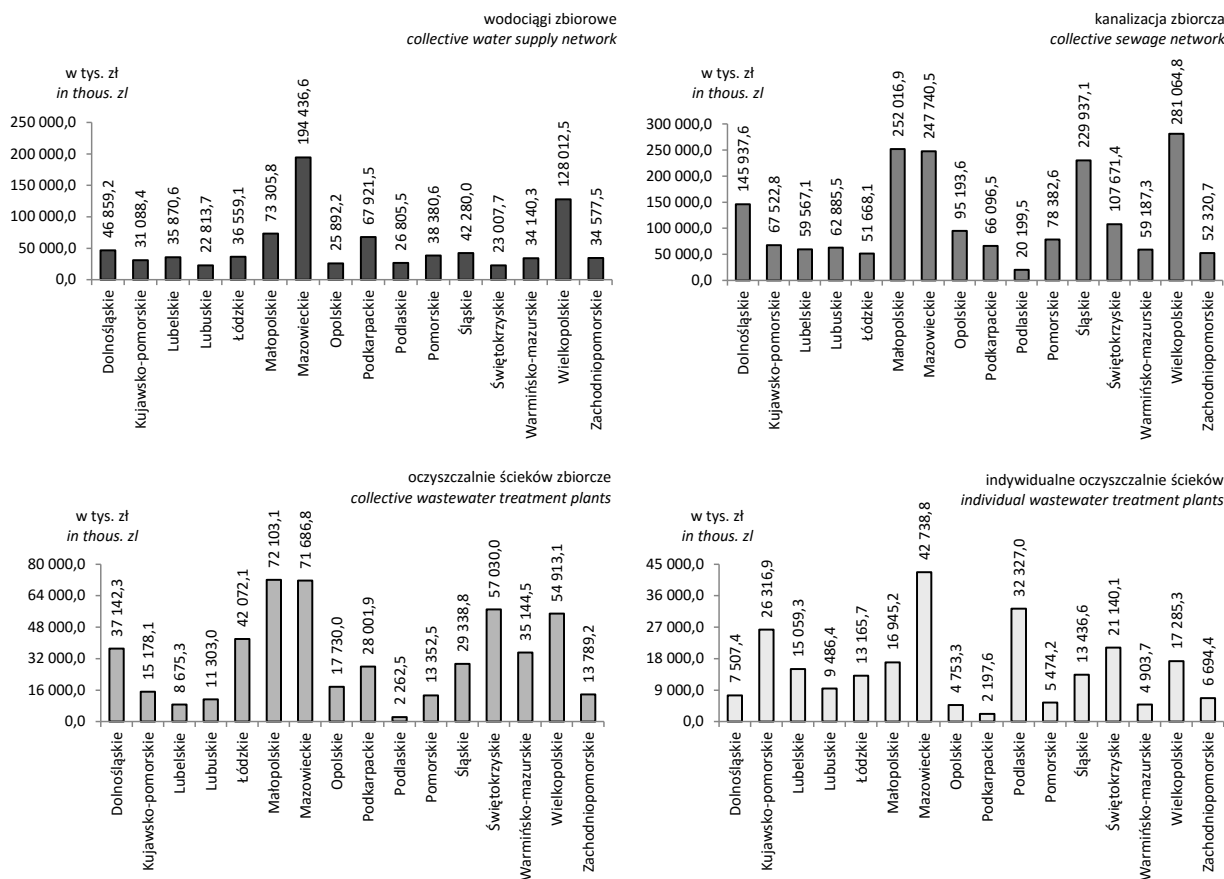 wodociągi zbiorowe
collective water supply network
w tys. zł
in thous. zl
250 000,0
200 000,0
150 000,0
100 000,0
50 000,0
0,0
46 859,2
31 088,4
35 870,6
22 813,7
36 559,1
73 305,8
194 436,6
25 892,2
67 921,5
26 805,5
38 380,6
42 280,0
23 007,7
34 140,3
128 012,5
34 577,5
Dolnośląskie
Kujawsko-pomorskie
Lubelskie
Lubuskie
Łódzkie
Małopolskie
Mazowieckie
Opolskie
Podkarpackie
Podlaskie
Pomorskie
Śląskie
Świętokrzyskie
Warmińsko-mazurskie
Wielkopolskie
Zachodniopomorskie
kanalizacja zbiorcza
collective sewage network
w tys. zł
in thous. zl
300 000,0
250 000,0
200 000,0
150 000,0
100 000,0
50 000,0
0,0
145 937,6
67 522,8
59 567,1
62 885,5
51 668,1
252 016,9
247 740,5
95 193,6
66 096,5
20 199,5
78 382,6
229 937,1
107 671,4
59 187,3
281 064,8
52 320,7
Dolnośląskie
Kujawsko-pomorskie
Lubelskie
Lubuskie
Łódzkie
Małopolskie
Mazowieckie
Opolskie
Podkarpackie
Podlaskie
Pomorskie
Śląskie
Świętokrzyskie
Warmińsko-mazurskie
Wielkopolskie
Zachodniopomorskie
oczyszczalnie ścieków zbiorcze
collective wastewater treatment plants
w tys. zł
in thous. zl
80 000,0
64 000,0
48 000,0
32 000,0
16 000,0
0,0
37 142,3
15 178,1
8 675,3
11 303,0
42 072,1
72 103,1
71 686,8
17 730,0
28 001,9
2 262,5
13 352,5
29 338,8
57 030,0
35 144,5
54 913,1
13 789,2
Dolnośląskie
Kujawsko-pomorskie
Lubelskie
Lubuskie
Łódzkie
Małopolskie
Mazowieckie
Opolskie
Podkarpackie
Podlaskie
Pomorskie
Śląskie
Świętokrzyskie
Warmińsko-mazurskie
Wielkopolskie
Zachodniopomorskie
indywidualne oczyszczalnie ścieków
individual wastewater treatment plants
w tys. zł
in thous. zl
45 000,0
36 000,0
27 000,0
18 000,0
9 000,0
0,0
7 507,4
26 316,9
15 059,3
9 486,4
13 165,7
16 945,2
42 738,8
4 753,3
2 197,6
32 327,0
5 474,2
13 436,6
21 140,1
4 903,7
17 285,3
6 694,4
Dolnośląskie
Kujawsko-pomorskie
Lubelskie
Lubuskie
Łódzkie
Małopolskie
Mazowieckie
Opolskie
Podkarpackie
Podlaskie
Pomorskie
Śląskie
Świętokrzyskie
Warmińsko-mazurskie
Wielkopolskie
Zachodniopomorskie